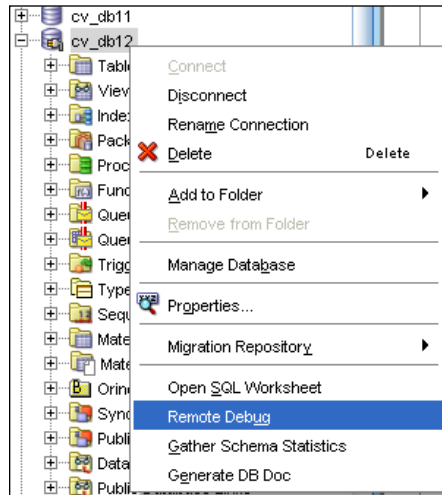 cv_db11
cv_db12
Connect
Disconnect
Rename Connection
Delete Delete
Add to Folder
Remove from Folder
Manage Database
Properties...
Migration Repository
Open SQL Worksheet
Remote Debug
Gather Schema Statistics
Generate DB Doc
Tabl
View
Inde
Pack
Proc
Func
Que
Que
Trigg
Type
Sequ
Mate
Mate
Orin
Syno
Publi
Data
Publi